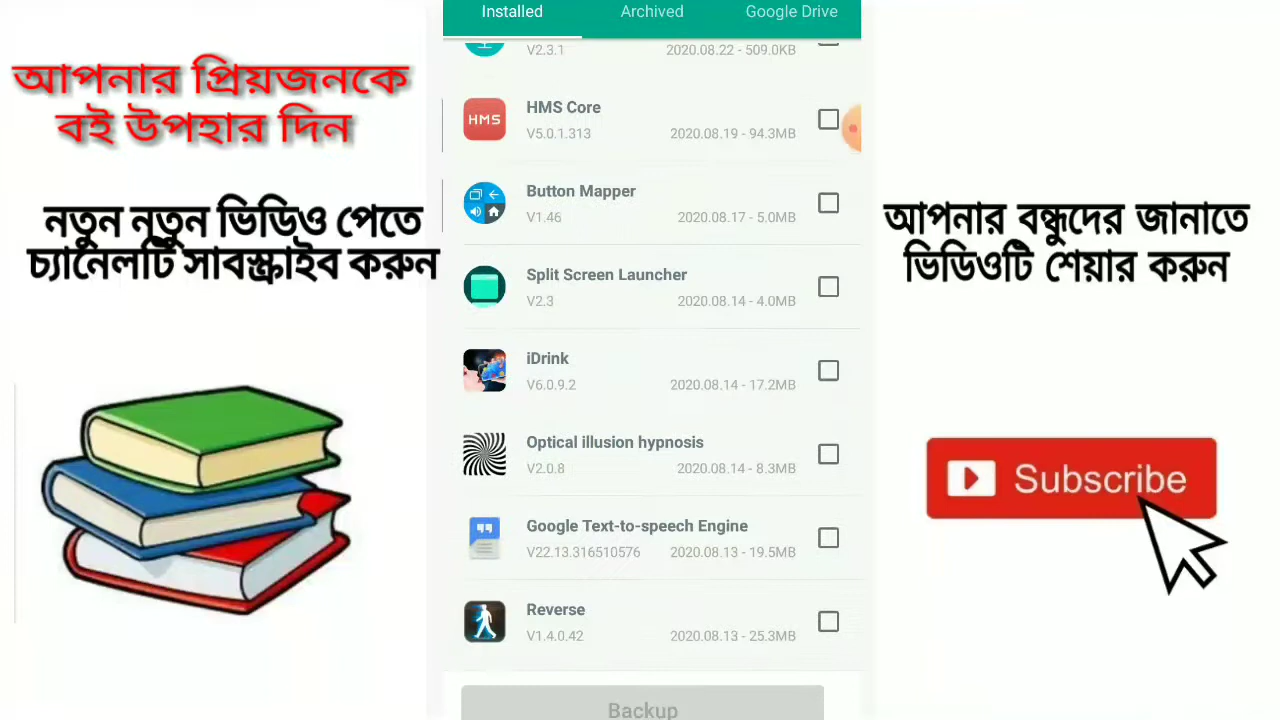 আপনার প্রিয়জনকে
বই উপহার দিন
নতুন নতুন ভিডিও পেতে
চ্যানেলটি সাবস্ক্রাইব করুন
Installed Archived Google Drive
V2.3.1 2020.08.22 - 509.0KB
HMS
HMS Core
V5.0.1.313 2020.08.19 - 94.3MB
Button Mapper
V1.46 2020.08.17 - 5.0MB
Split Screen Launcher
V2.3 2020.08.14 - 4.0MB
iDrink
V6.0.9.2 2020.08.14 - 17.2MB
Optical illusion hypnosis
V2.0.8 2020.08.14 - 8.3MB
Google Text-to-speech Engine
V22.13.316510576 2020.08.13 - 19.5MB
Reverse
V1.4.0.42 2020.08.13 - 25.3MB
Backup
আপনার বন্ধুদের জানাতে
ভিডিওটি শেয়ার করুন
Subscribe